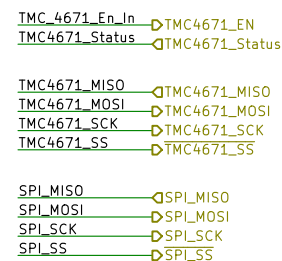 TMC_4671_En_In TMC4671_EN
TMC4671_Status TMC4671_Status
TMC4671_MISO TMC4671_MISO
TMC4671_MOSI TMC4671_MOSI
TMC4671_SCK TMC4671_SCK
TMC4671_SS TMC4671_SS
SPI_MISO SPI_MISO
SPI_MOSI SPI_MOSI
SPI_SCK SPI_SCK
SPI_SS SPI_SS